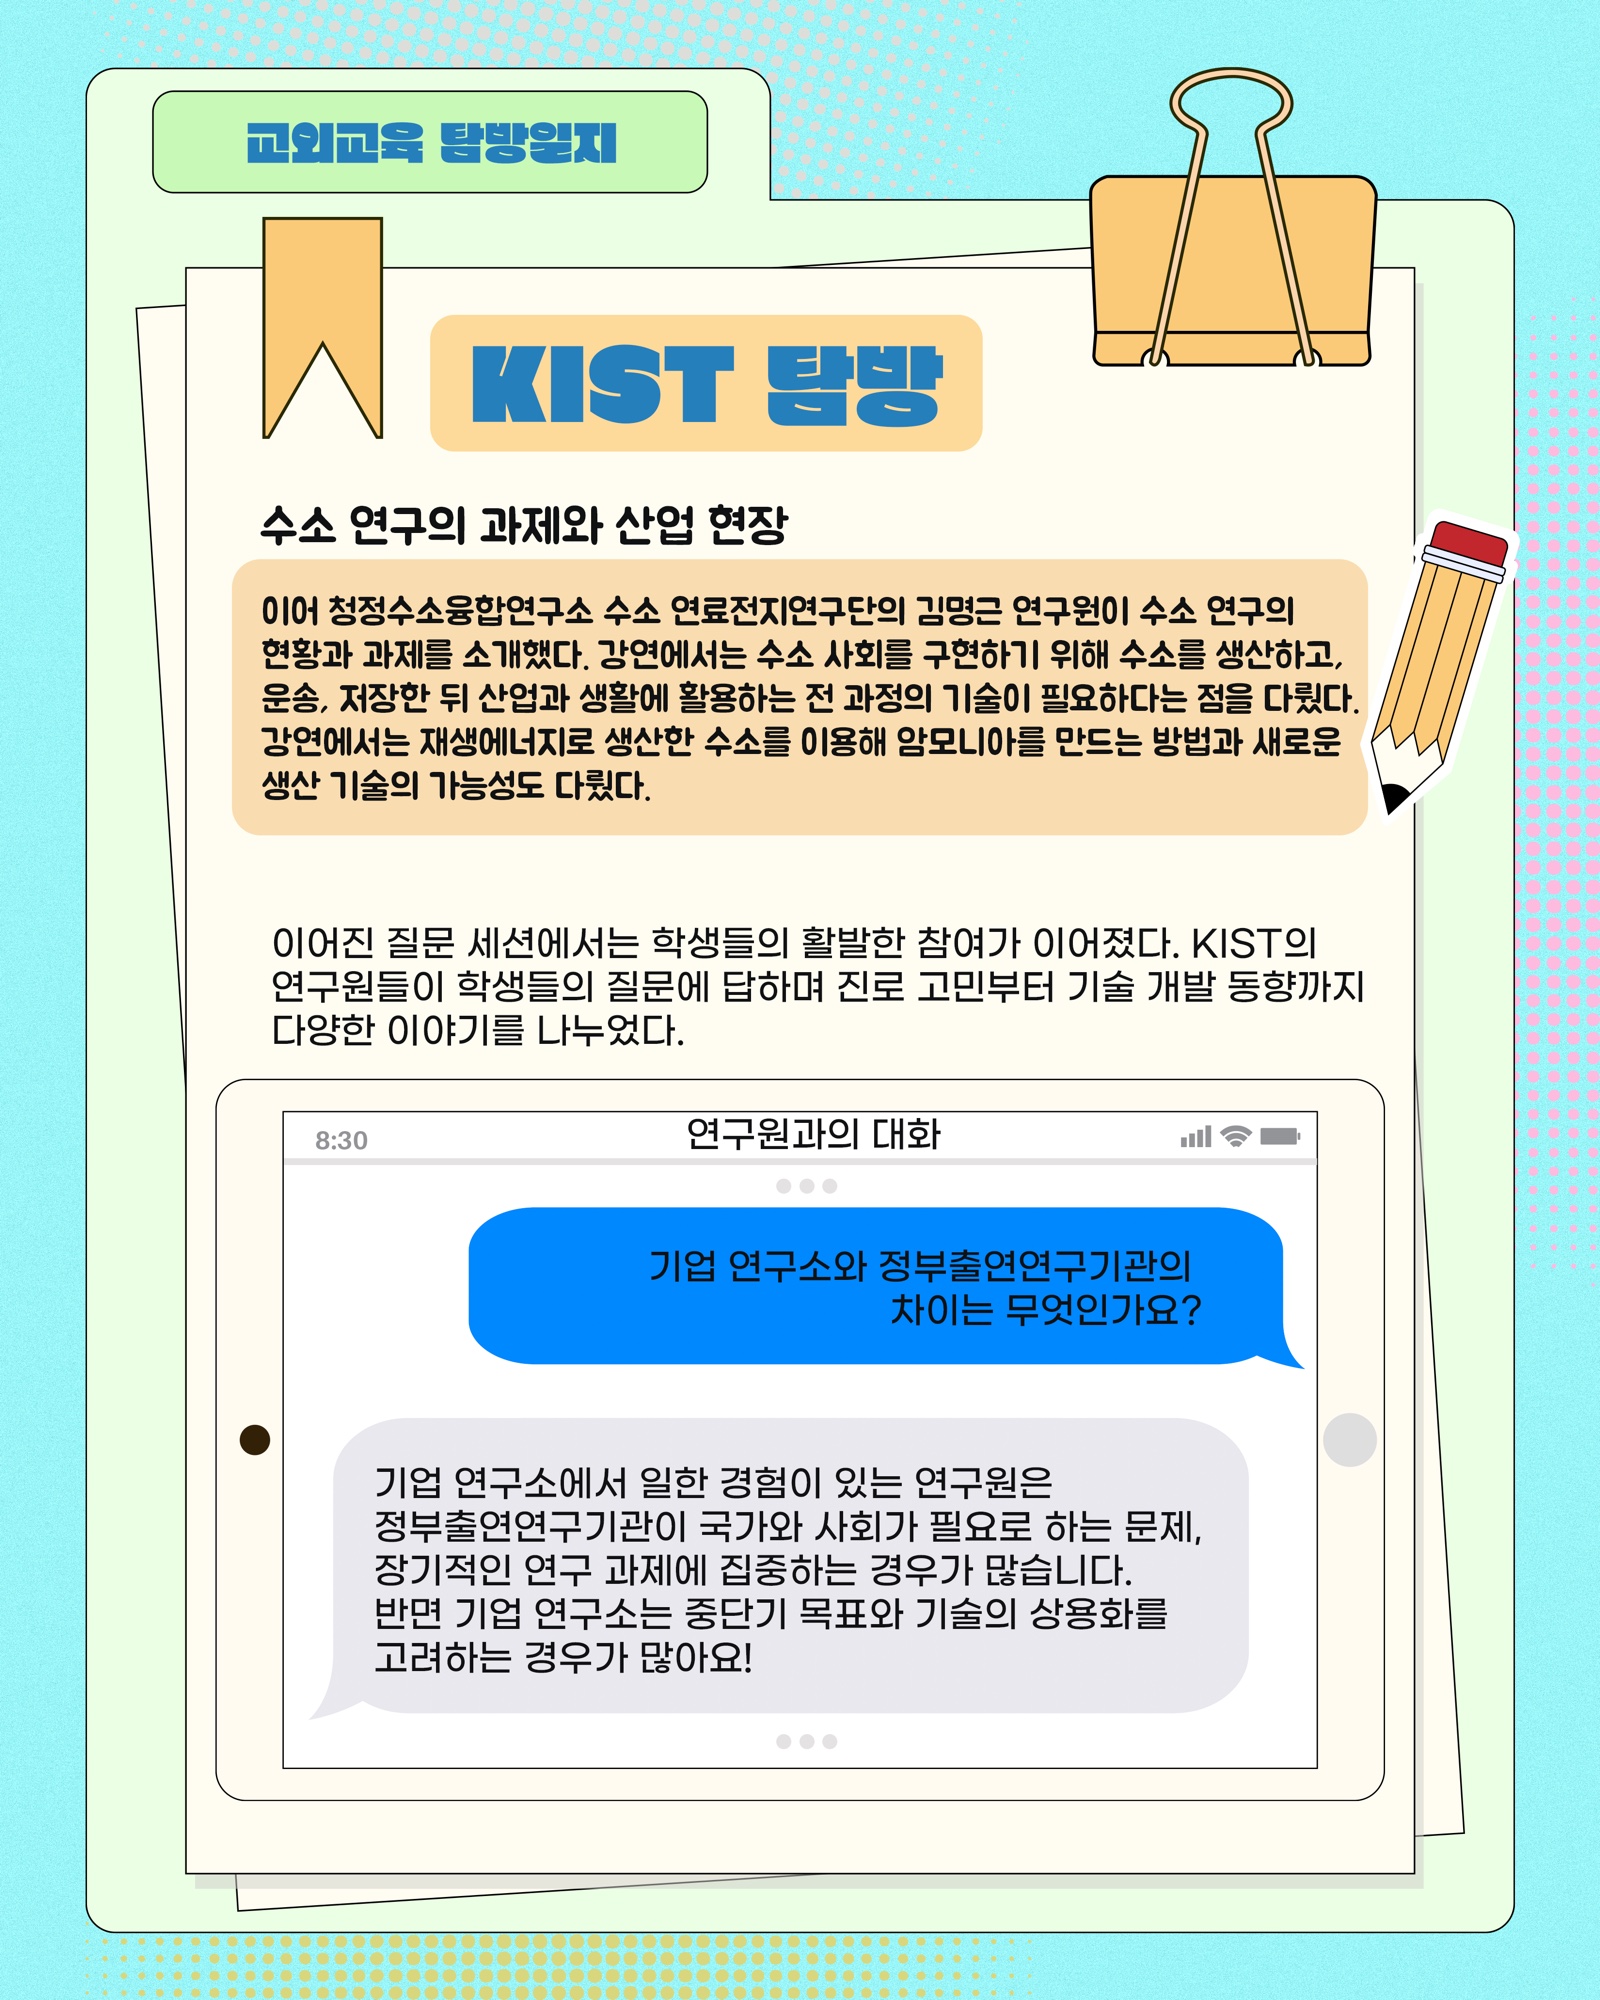 교외교육 탐방일지
KIST 탐방
수소 연구의 과제와 산업 현장
이어 청정수소융합연구소 수소 연료전지연구단의 김명근 연구원이 수소 연구의
현황과 과제를 소개했다. 강연에서는 수소 사회를 구현하기 위해 수소를 생산하고,
운송, 저장한 뒤 산업과 생활에 활용하는 전 과정의 기술이 필요하다는 점을 다뤘다.
강연에서는 재생에너지로 생산한 수소를 이용해 암모니아를 만드는 방법과 새로운
생산 기술의 가능성도 다뤘다.
이어진 질문 세션에서는 학생들의 활발한 참여가 이어졌다. KIST의
연구원들이 학생들의 질문에 답하며 진로 고민부터 기술 개발 동향까지
다양한 이야기를 나누었다.
8:30
연구원과의 대화
기업 연구소와 정부출연연구기관의
차이는 무엇인가요?
기업 연구소에서 일한 경험이 있는 연구원은
정부출연연구기관이 국가와 사회가 필요로 하는 문제,
장기적인 연구 과제에 집중하는 경우가 많습니다.
반면 기업 연구소는 중단기 목표와 기술의 상용화를
고려하는 경우가 많아요!